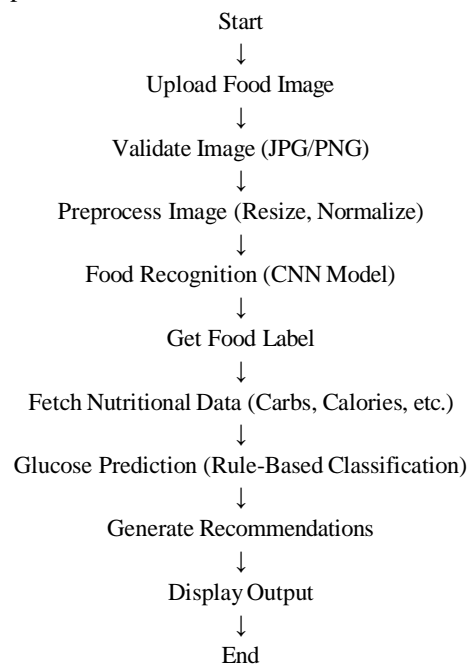 Start
↓
Upload Food Image
↓
Validate Image (JPG/PNG)
↓
Preprocess Image (Resize, Normalize)
↓
Food Recognition (CNN Model)
↓
Get Food Label
↓
Fetch Nutritional Data (Carbs, Calories, etc.)
↓
Glucose Prediction (Rule-Based Classification)
↓
Generate Recommendations
↓
Display Output
↓
End